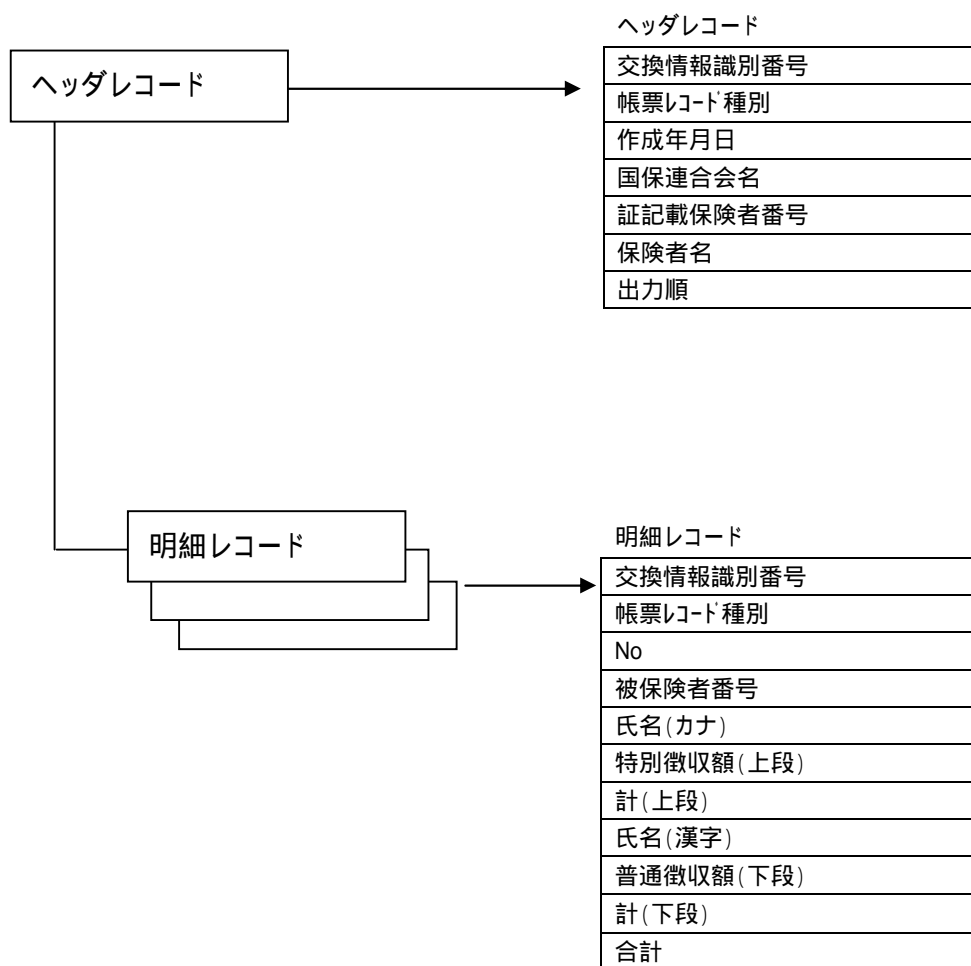 ヘッダレコード
ヘッダレコード
交換情報識別番号
帳票ﾚｺｰﾄﾞ種別
作成年月日
国保連合会名
証記載保険者番号
保険者名
出力順
明細レコード
明細レコード
交換情報識別番号
帳票ﾚｺｰﾄﾞ種別
No
被保険者番号
氏名(カナ)
特別徴収額(上段)
計(上段)
氏名(漢字)
普通徴収額(下段)
計(下段)
合計